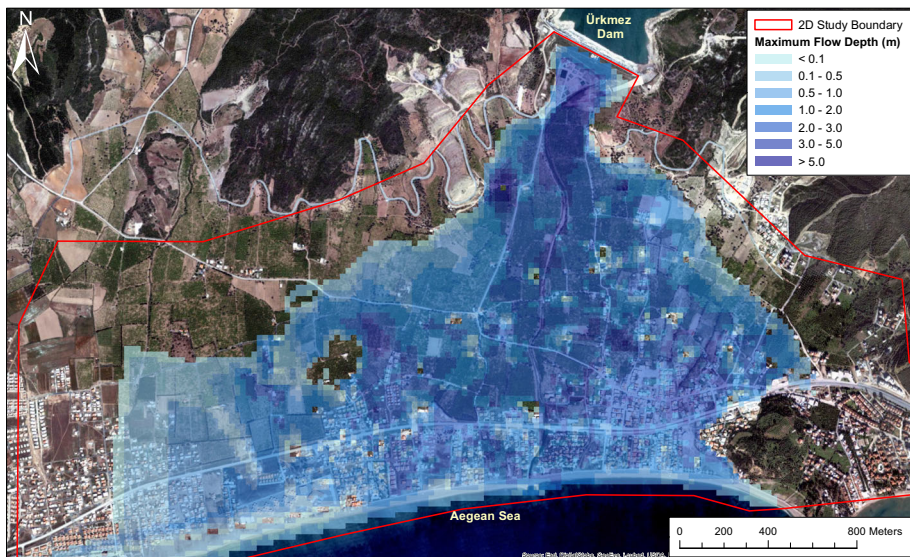 N
Ürkmez
Dam
2D Study Boundary
Maximum Flow Depth (m)
< 0.1
0.1 - 0.5
0.5 - 1.0
1.0 - 2.0
2.0 - 3.0
3.0 - 5.0
> 5.0
Aegean Sea
0 200 400 800 Meters